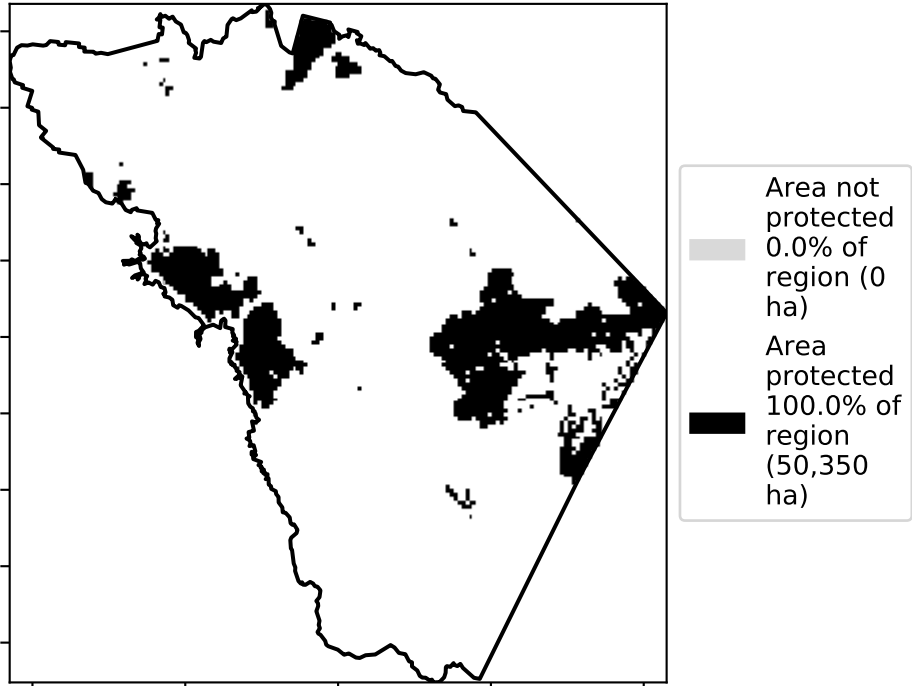 Area not
protected
0.0% of
region (0
ha)
Area
protected
100.0% of
region
(50,350
ha)